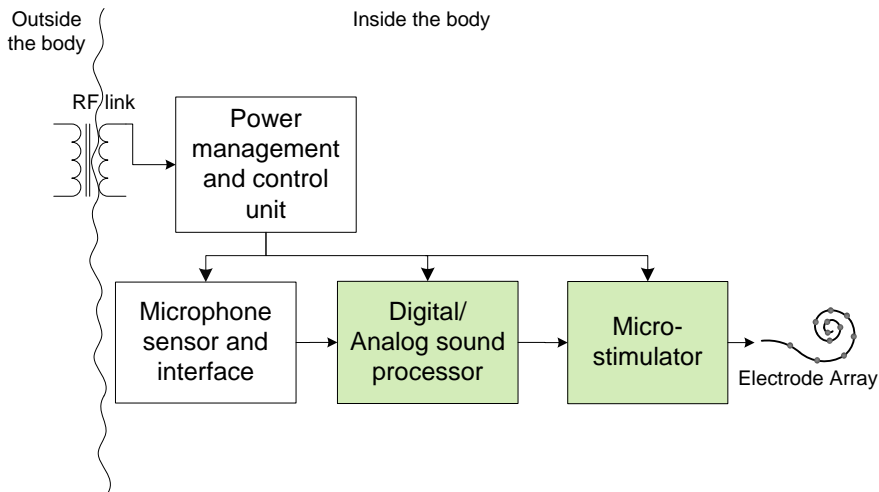 Outside
the body
Inside the body
RF link
Power
management
and control
unit
Microphone
sensor and
interface
Digital/
Analog sound
processor
Micro-
stimulator
Electrode Array